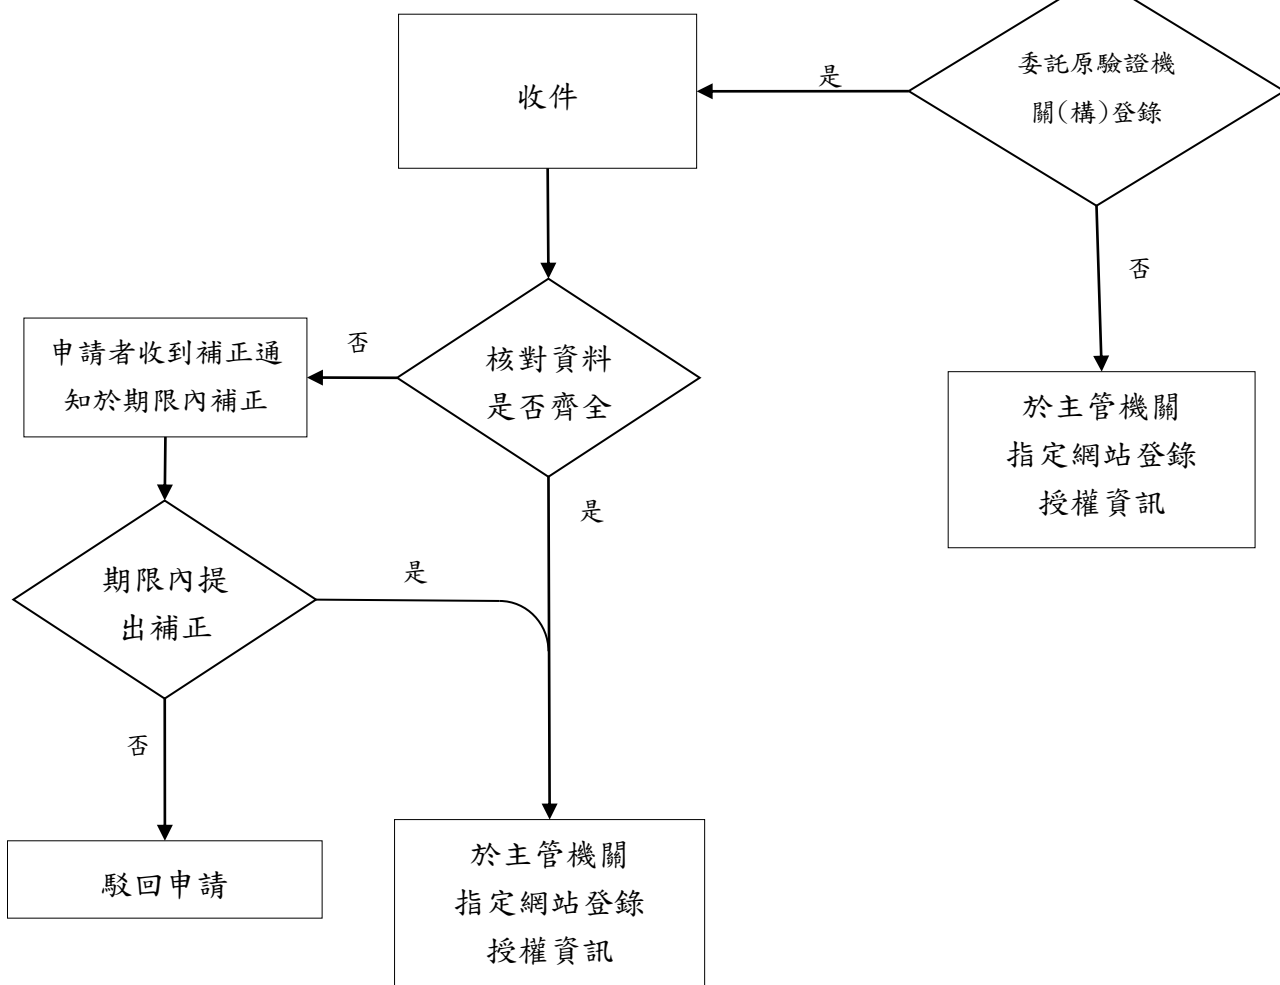 收件
是
委託原驗證機
關(構)登錄
否
申請者收到補正通
知於期限內補正
否
核對資料
是否齊全
於主管機關
指定網站登錄
授權資訊
是
期限內提
出補正
是
否
駁回申請
於主管機關
指定網站登錄
授權資訊